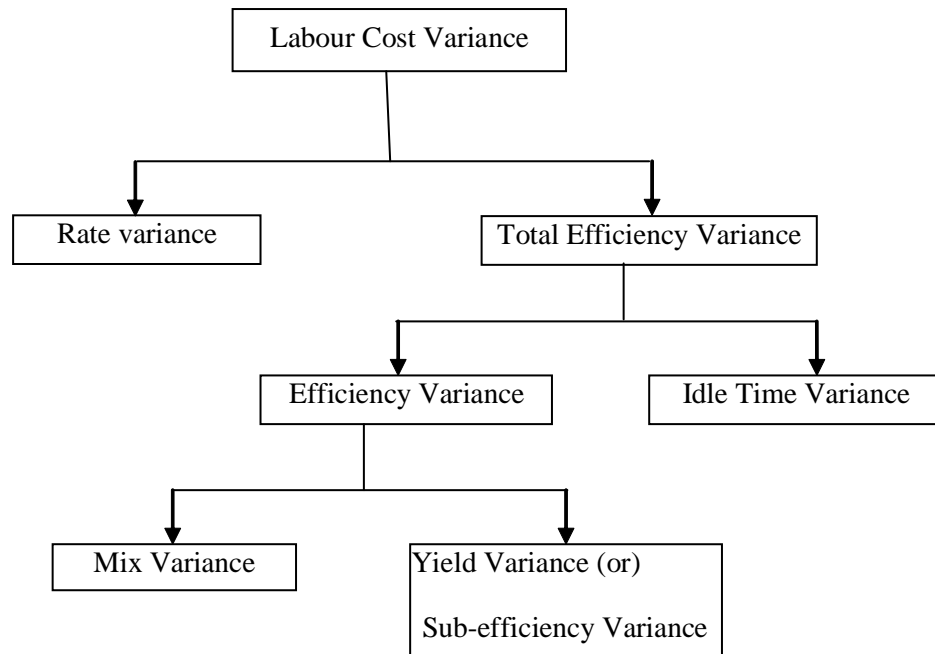 Labour Cost Variance
Rate variance
Total Efficiency Variance
Efficiency Variance
Idle Time Variance
Mix Variance
Yield Variance (or)
Sub-efficiency Variance